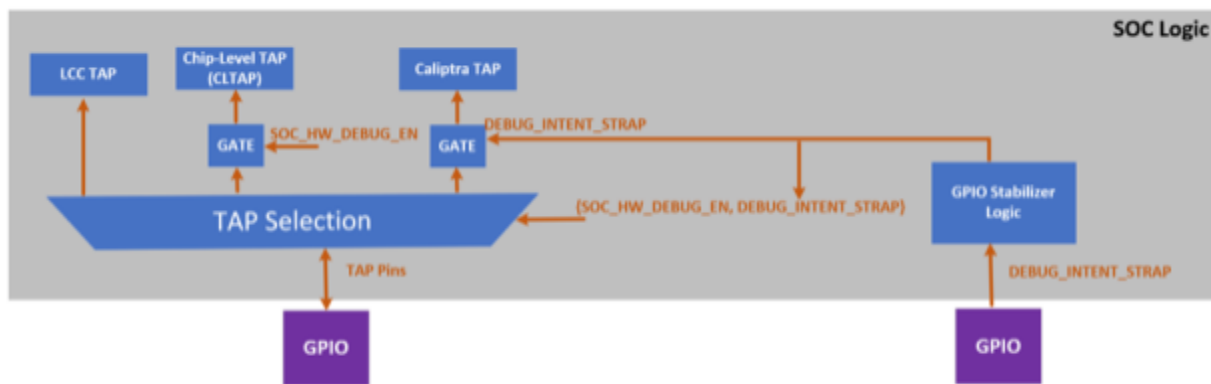 SOC Logic
LCC TAP
Chip-Level TAP
(CLTAP)
Caliptra TAP
GATE
SOC_HW_DEBUG_EN
GATE
DEBUG_INTENT_STRAP
TAP Selection
(SOC_HW_DEBUG_EN, DEBUG_INTENT_STRAP)
GPIO Stabilizer
Logic
TAP Pins
DEBUG_INTENT_STRAP
GPIO
GPIO